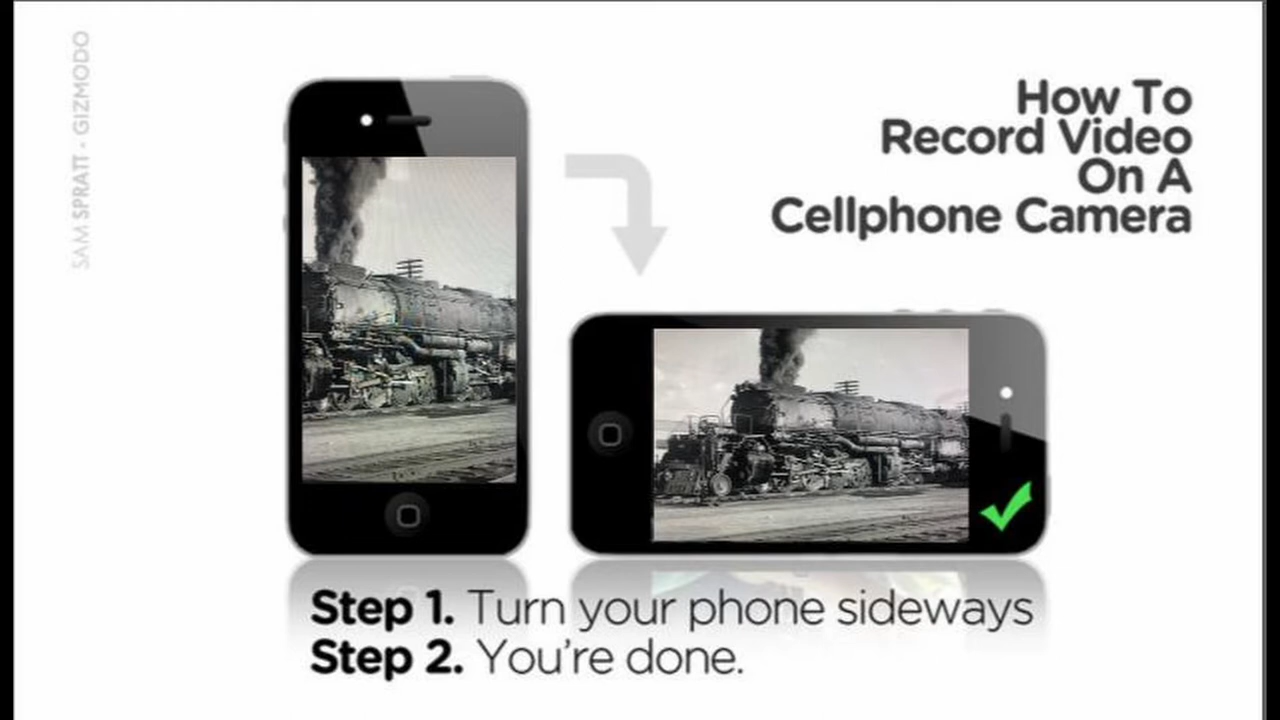 SAM SPRATT - GIZMODO
How To
Record Video
On A
Cellphone Camera
Step 1. Turn your phone sideways
Step 2. You're done.